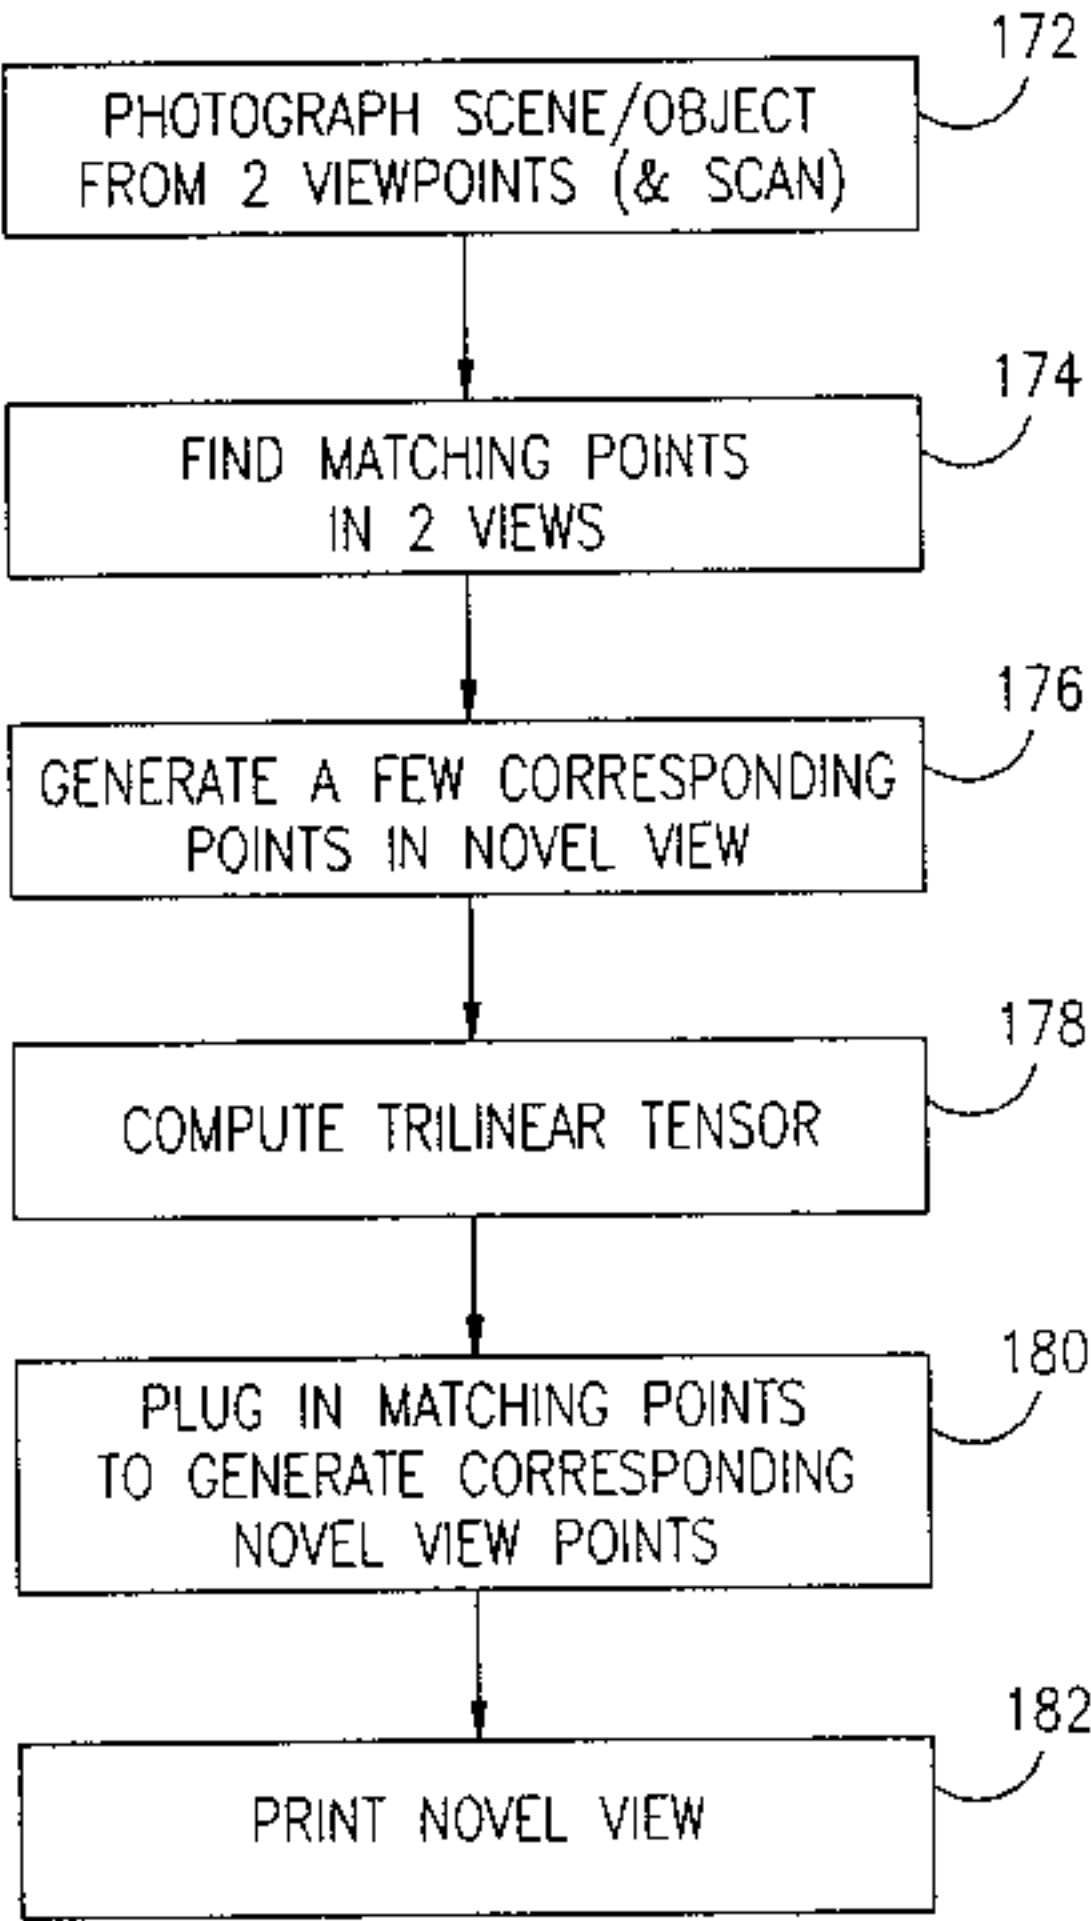 172
PHOTOGRAPH SCENE/OBJECT
FROM 2 VIEWPOINTS (& SCAN)
174
FIND MATCHING POINTS
IN 2 VIEWS
176
GENERATE A FEW CORRESPONDING
POINTS IN NOVEL VIEW
178
COMPUTE TRILINEAR TENSOR
180
PLUG IN MATCHING POINTS
TO GENERATE CORRESPONDING
NOVEL VIEW POINTS
182
PRINT NOVEL VIEW